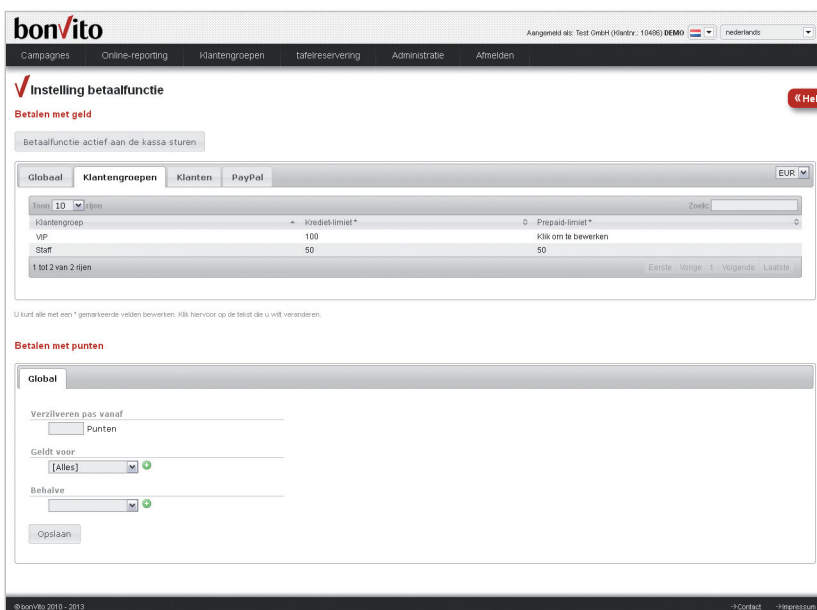 bonVito
Aangemeld als: Test GmbH (Klantnr.: 10486) DEMO nederlands
Campagnes Online-reporting Klantengroepen tafelreservering Administratie Afmelden
Instelling betaalfunctie
« Hel
Betalen met geld
Betaalfunctie actief aan de kassa sturen
Globaal Klantengroepen Klanten PayPal EUR
Toon 10 rijen Zoek:
Klantengroep Krediet-limiet * Prepaid-limiet *
VIP 100 Klik om te bewerken
Staff 50 50
1 tot 2 van 2 rijen Eerste Vorige 1 Volgende Laatste
U kunt alle met een * gemarkeerde velden bewerken. Klik hiervoor op de tekst die u wilt veranderen.
Betalen met punten
Global
Verzilveren pas vanaf
Punten
Geldt voor
[Alles]
Behalve
Opslaan
© bonVito 2010 - 2013 ->Contact ->Impressum